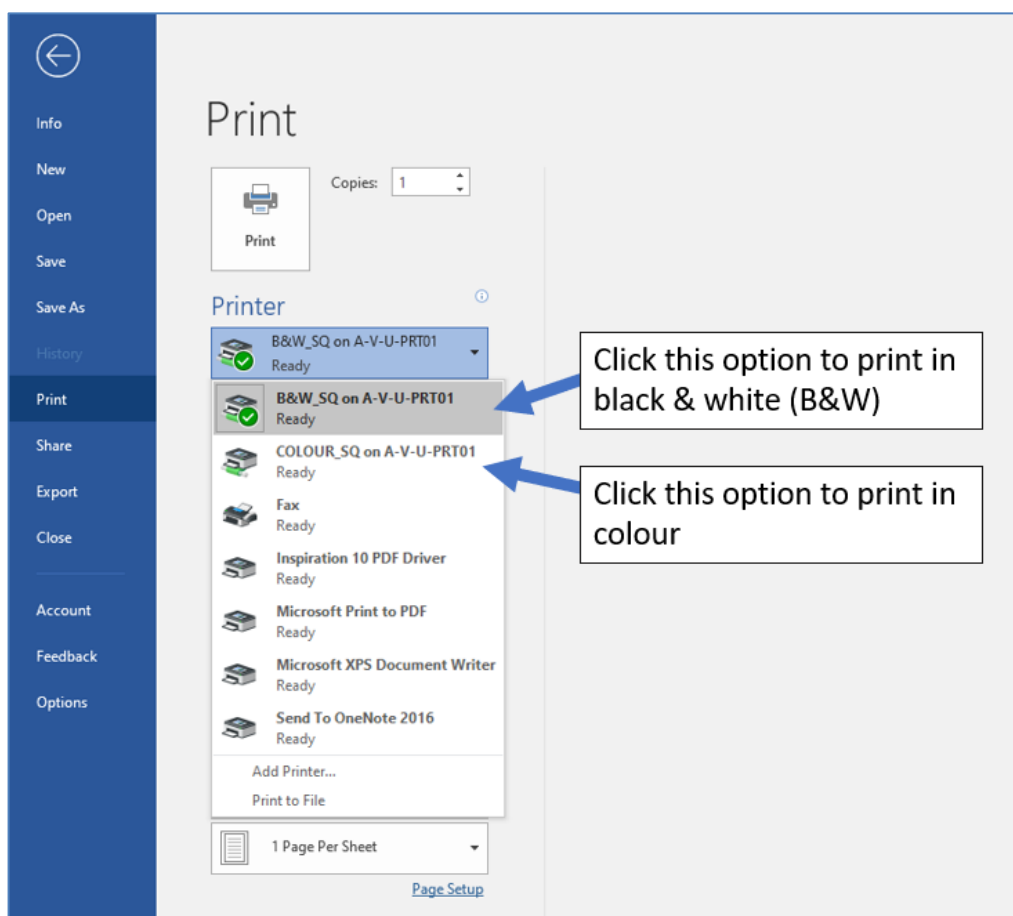 Info
New
Open
Save
Save As
History
Print
Share
Export
Close
Account
Feedback
Options
Print
Copies: 1
Print
Printer
B&W_SQ on A-V-U-PRT01
Ready
B&W_SQ on A-V-U-PRT01
Ready
COLOUR_SQ on A-V-U-PRT01
Ready
Fax
Ready
Inspiration 10 PDF Driver
Ready
Microsoft Print to PDF
Ready
Microsoft XPS Document Writer
Ready
Send To OneNote 2016
Ready
Add Printer...
Print to File
1 Page Per Sheet
Page Setup
Click this option to print in
black & white (B&W)
Click this option to print in
colour